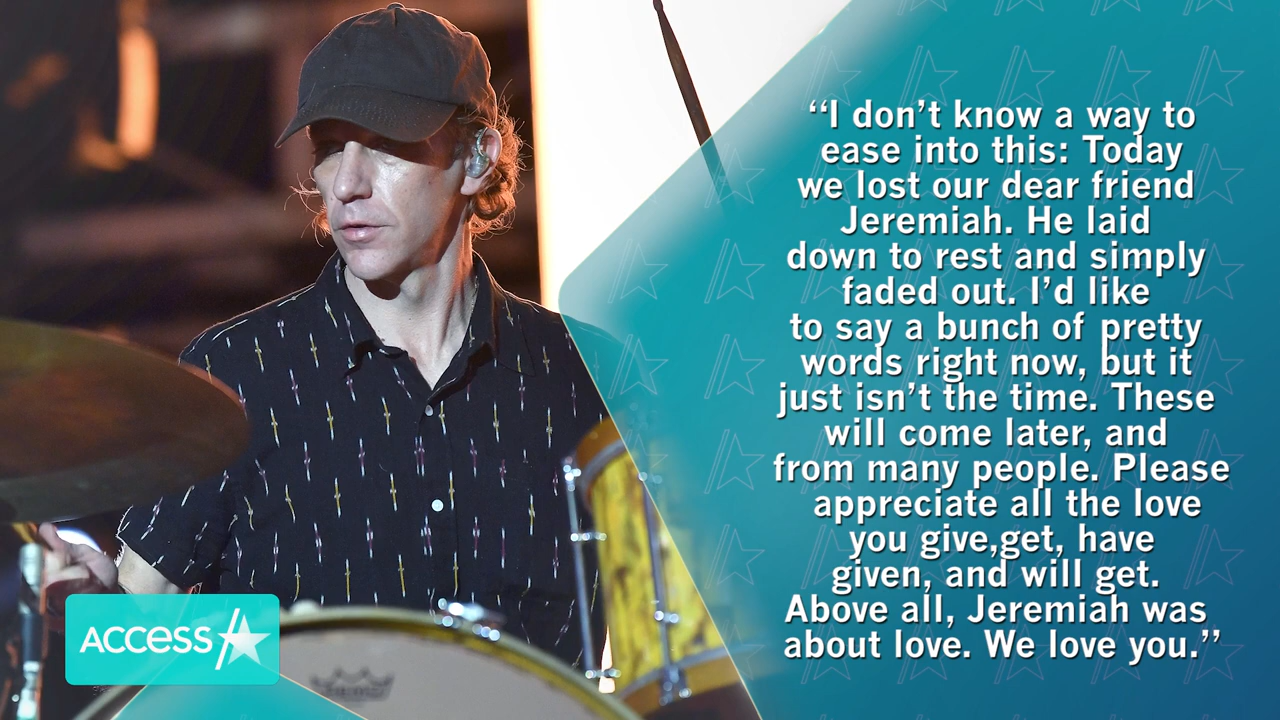 “I don’t know a way to
ease into this: Today
we lost our dear friend
Jeremiah. He laid
down to rest and simply
faded out. I’d like
to say a bunch of pretty
words right now, but it
just isn’t the time. These
will come later, and
from many people. Please
appreciate all the love
you give,get, have
given, and will get.
Above all, Jeremiah was
about love. We love you.”
ACCESS
REMO